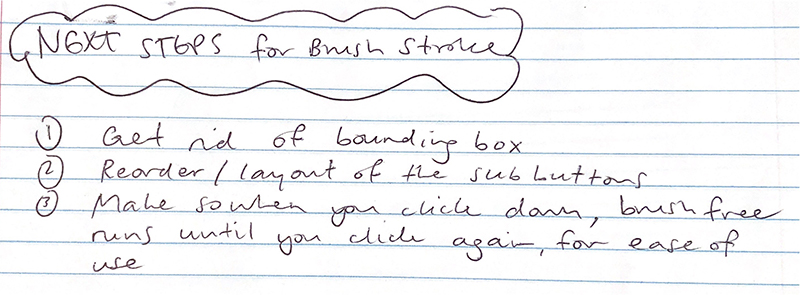 NEXT STEPS for Brush Stroke
① Get rid of bounding box
② Reorder / layout of the sub buttons
③ Make so when you click down, brush free
runs until you click again, for ease of
use